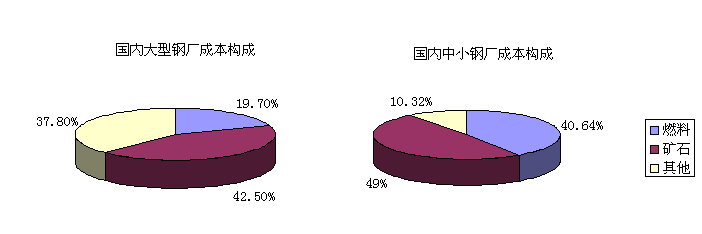 国内大型钢厂成本构成
19.70%
37.80%
42.50%
国内中小钢厂成本构成
10.32%
40.64%
49%
燃料
矿石
其他